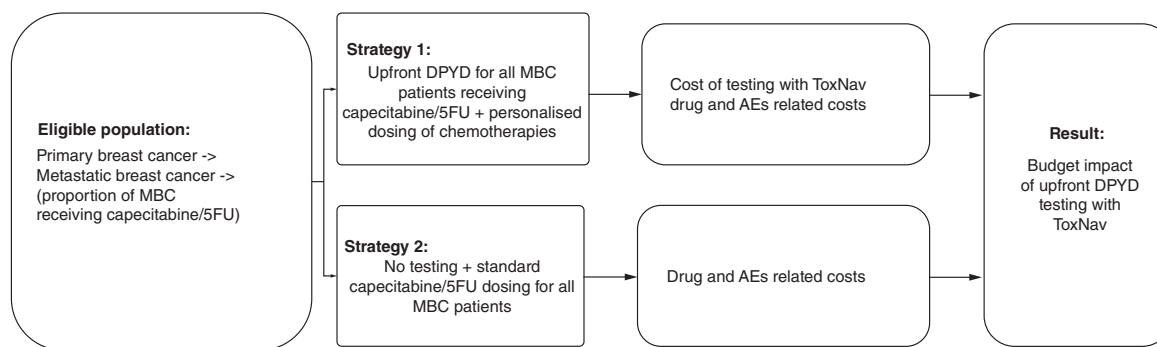 Eligible population:
Primary breast cancer ->
Metastatic breast cancer ->
(proportion of MBC
receiving capecitabine/5FU)
Strategy 1:
Upfront DPYD for all MBC
patients receiving
capecitabine/5FU + personalised
dosing of chemotherapies
Cost of testing with ToxNav
drug and AEs related costs
Strategy 2:
No testing + standard
capecitabine/5FU dosing for all
MBC patients
Drug and AEs related costs
Result:
Budget impact
of upfront DPYD
testing with
ToxNav